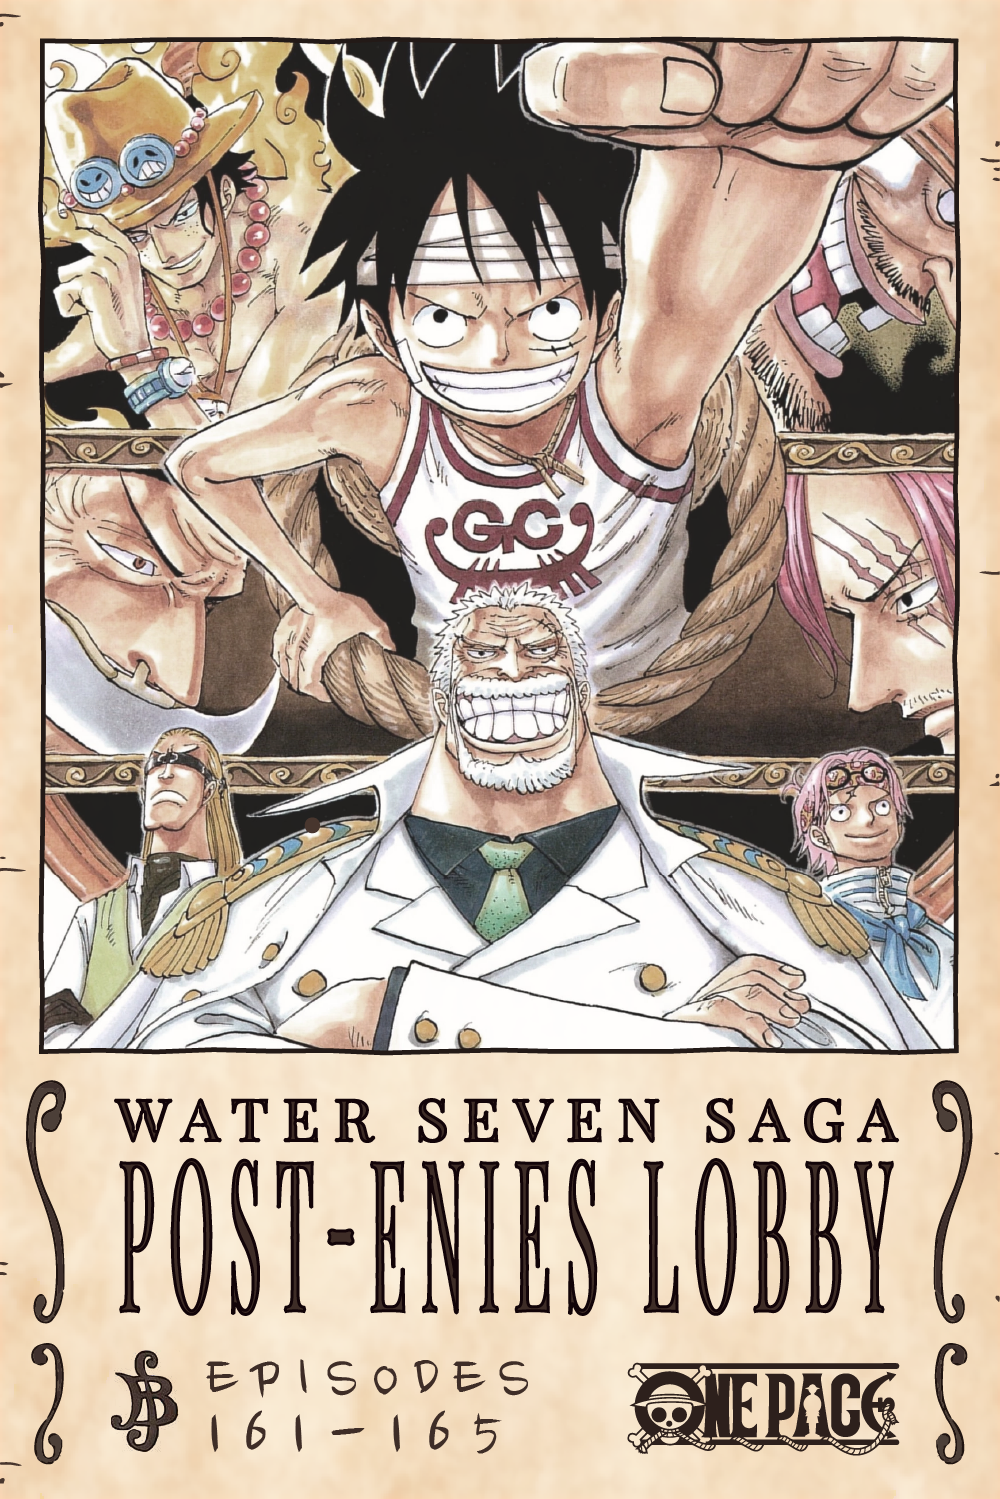 GC
WATER SEVEN SAGA
POST-ENIES LOBBY
EPISODES
161-165
ONE PACE